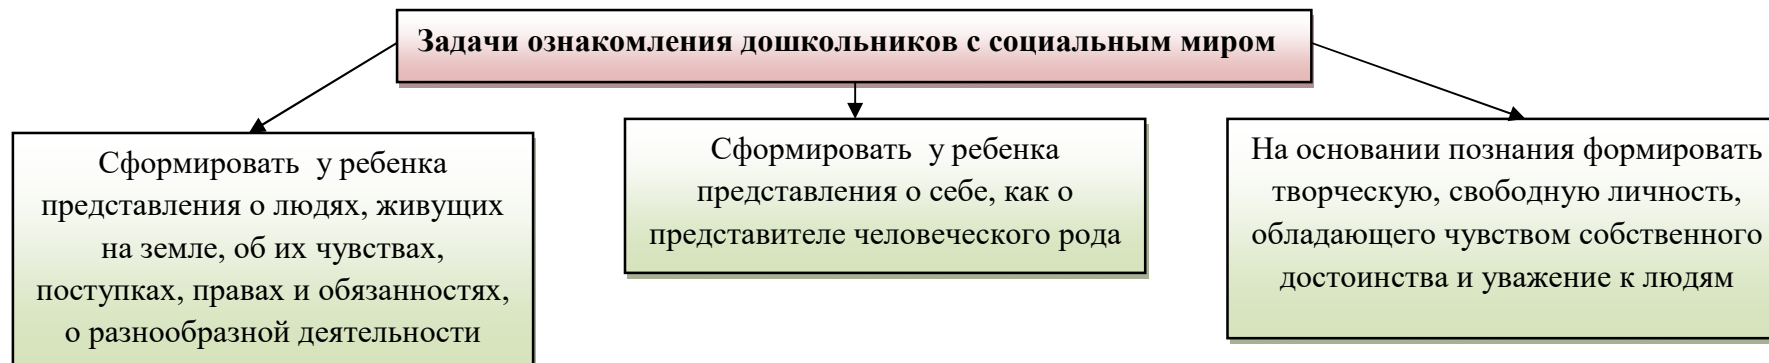 Задачи ознакомления дошкольников с социальным миром
Сформировать у ребенка
представления о людях, живущих
на земле, об их чувствах,
поступках, правах и обязанностях,
о разнообразной деятельности
Сформировать у ребенка
представления о себе, как о
представителе человеческого рода
На основании познания формировать
творческую, свободную личность,
обладающего чувством собственного
достоинства и уважение к людям